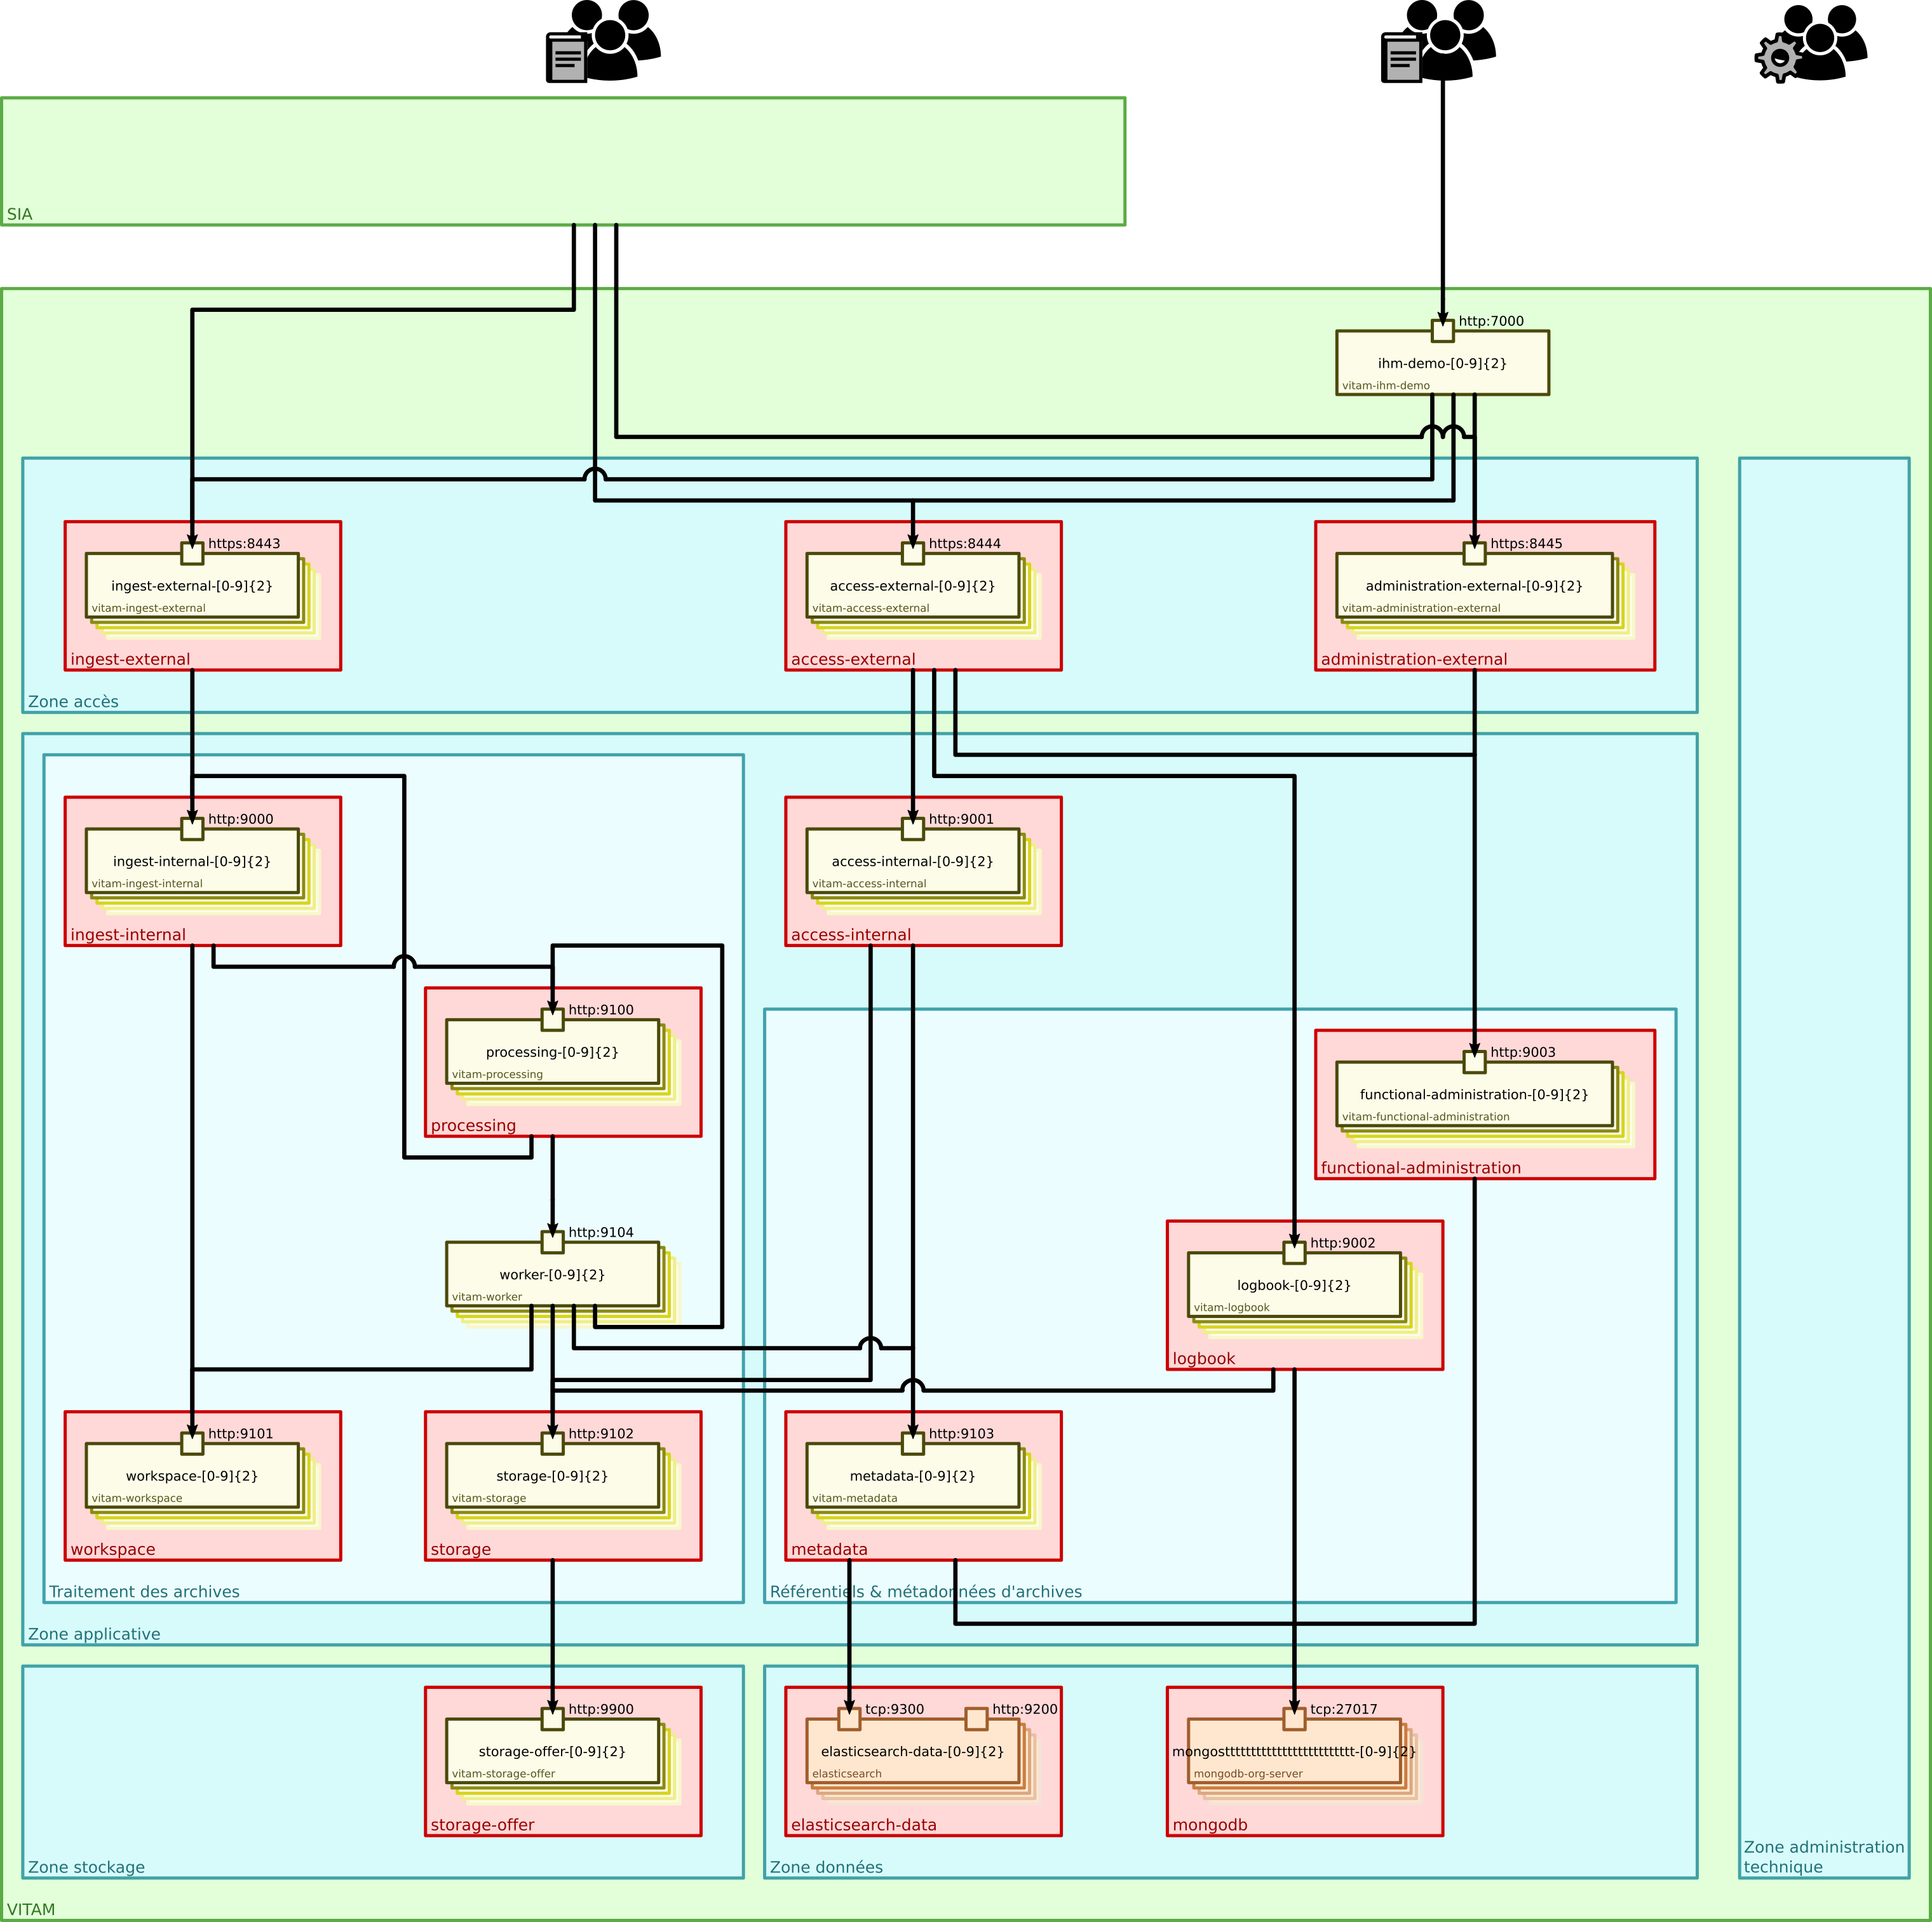 SIA
http:7000
ihm-demo-[0-9]{2}
vitam-ihm-demo
https:8443
ingest-external-[0-9]{2}
vitam-ingest-external
ingest-external
https:8444
access-external-[0-9]{2}
vitam-access-external
access-external
https:8445
administration-external-[0-9]{2}
vitam-administration-external
administration-external
Zone accès
http:9000
ingest-internal-[0-9]{2}
vitam-ingest-internal
ingest-internal
http:9001
access-internal-[0-9]{2}
vitam-access-internal
access-internal
http:9100
processing-[0-9]{2}
vitam-processing
processing
http:9003
functional-administration-[0-9]{2}
vitam-functional-administration
functional-administration
http:9104
worker-[0-9]{2}
vitam-worker
http:9002
logbook-[0-9]{2}
vitam-logbook
logbook
http:9101
workspace-[0-9]{2}
vitam-workspace
workspace
http:9102
storage-[0-9]{2}
vitam-storage
storage
http:9103
metadata-[0-9]{2}
vitam-metadata
metadata
Traitement des archives
Référentiels & métadonnées d'archives
Zone applicative
http:9900
storage-offer-[0-9]{2}
vitam-storage-offer
storage-offer
tcp:9300
http:9200
elasticsearch-data-[0-9]{2}
elasticsearch
elasticsearch-data
tcp:27017
mongosttttttttttttttttttttttttt-[0-9]{2}
mongodb-org-server
mongodb
Zone stockage
Zone données
Zone administration
technique
VITAM